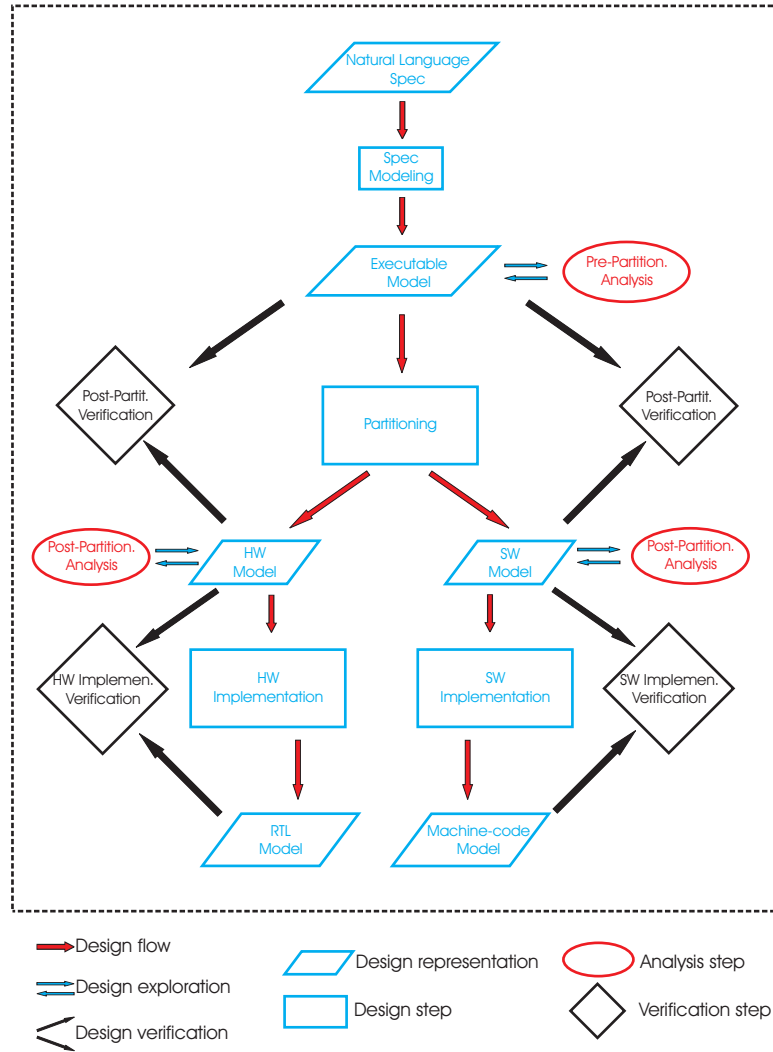 Natural Language
Spec
Spec
Modeling
Executable
Model
Pre-Partition.
Analysis
Post-Partit.
Verification
Partitioning
Post-Partit.
Verification
Post-Partition.
Analysis
HW
Model
SW
Model
Post-Partition.
Analysis
HW Implemen.
Verification
HW
Implementation
SW
Implementation
SW Implemen.
Verification
RTL
Model
Machine-code
Model
Design flow
Design exploration
Design verification
Design representation
Design step
Analysis step
Verification step